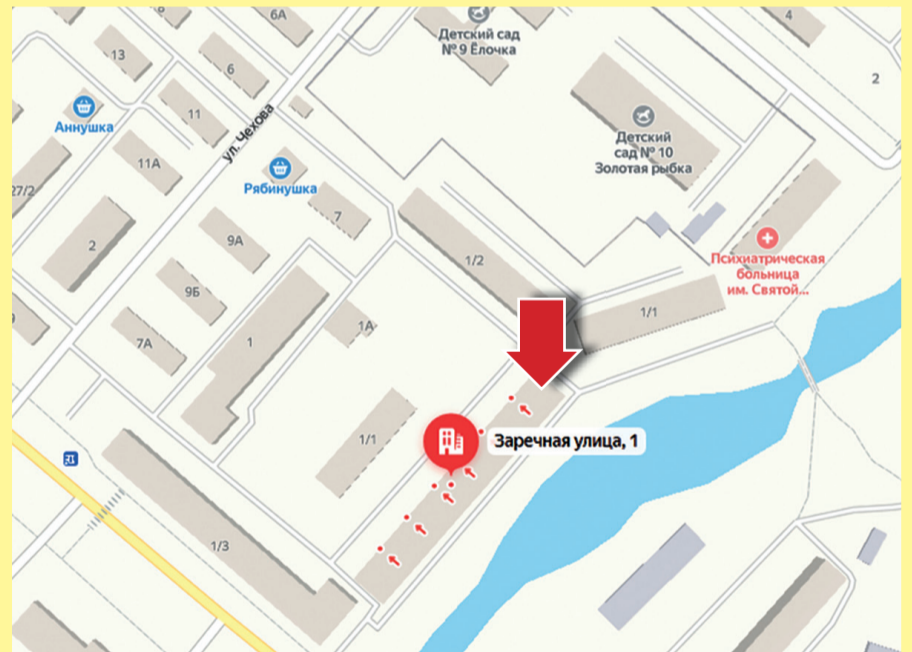 6А
4
Детский сад
№ 9 Ёлочка
13
6
2
Аннушка
11
ул. Чехова
Детский
сад № 10
Золотая рыбка
11А
27/2
Рябинушка
7
2
9А
1/2
Психиатрическая
больница
им. Святой...
9Б
1/1
1А
7А
1
1/1
Заречная улица, 1
1/3